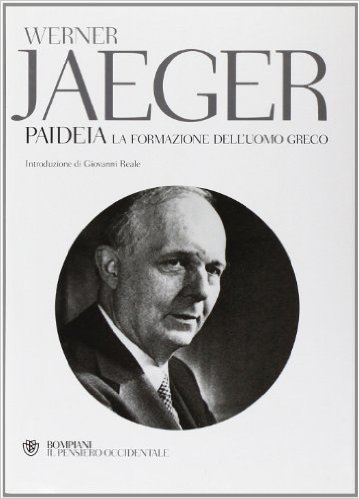 WERNER
JAEGER
PAIDEIA LA FORMAZIONE DELL'UOMO GRECO
Introduzione di Giovanni Reale
BOMPIANI
IL PENSIERO OCCIDENTALE